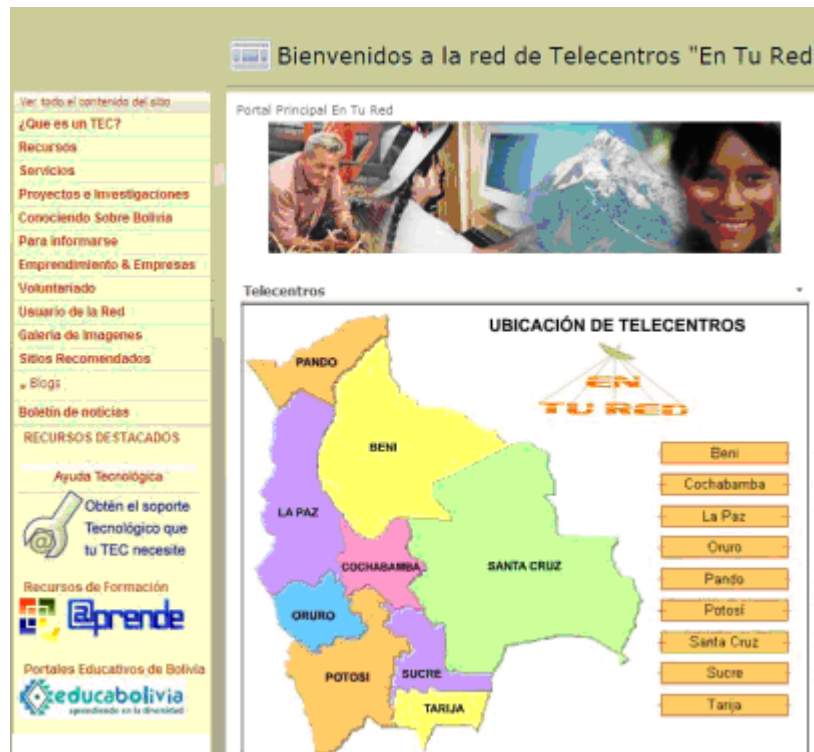 Bienvenidos a la red de Telecentros "En Tu Red
Ver todo el contenido del sitio
¿Que es un TEC?
Recursos
Servicios
Proyectos e Investigaciones
Conociendo Sobre Bolivia
Para informarse
Emprendimiento & Empresas
Voluntariado
Usuario de la Red
Galeria de Imagenes
Sitios Recomendados
Blogs
Boletín de noticias
RECURSOS DESTACADOS
Ayuda Tecnológica
Obtén el soporte
Tecnológico que
tu TEC necesite
Recursos de Formación
@prende
Portales Educativos de Bolivia
educabolivia
aprendiendo en la diversidad
Portal Principal En Tu Red
Telecentros
UBICACIÓN DE TELECENTROS
EN
TU RED
PANDO
BENI
LA PAZ
COCHABAMBA
SANTA CRUZ
ORURO
POTOSI
SUCRE
TARIJA
Beni
Cochabamba
La Paz
Oruro
Pando
Potosí
Santa Cruz
Sucre
Tarija